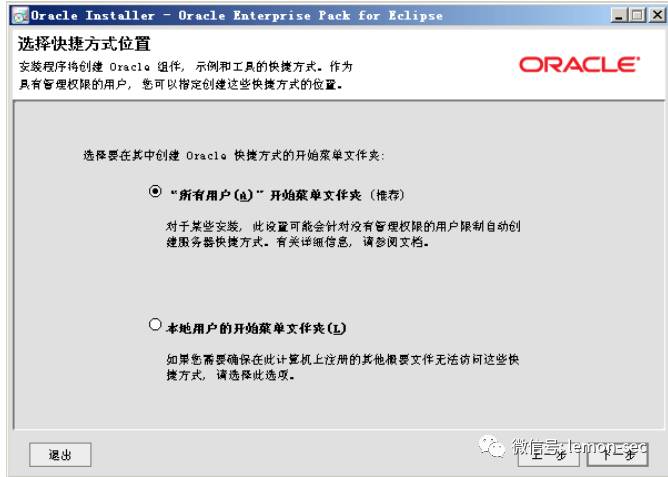 Oracle Installer - Oracle Enterprise Pack for Eclipse
选择快捷方式位置
安装程序将创建 Oracle 组件, 示例和工具的快捷方式。作为
具有管理权限的用户, 您可以指定创建这些快捷方式的位置。
ORACLE
选择要在其中创建 Oracle 快捷方式的开始菜单文件夹:
“所有用户(A)”开始菜单文件夹 (推荐)
对于某些安装, 此设置可能会针对没有管理权限的用户限制自动创
建服务器快捷方式。有关详细信息, 请参阅文档。
本地用户的开始菜单文件夹(L)
如果您需要确保在此计算机上注册的其他概要文件无法访问这些快
捷方式, 请选择此选项。
退出
上一步
下一步
微信号: lemon-sec